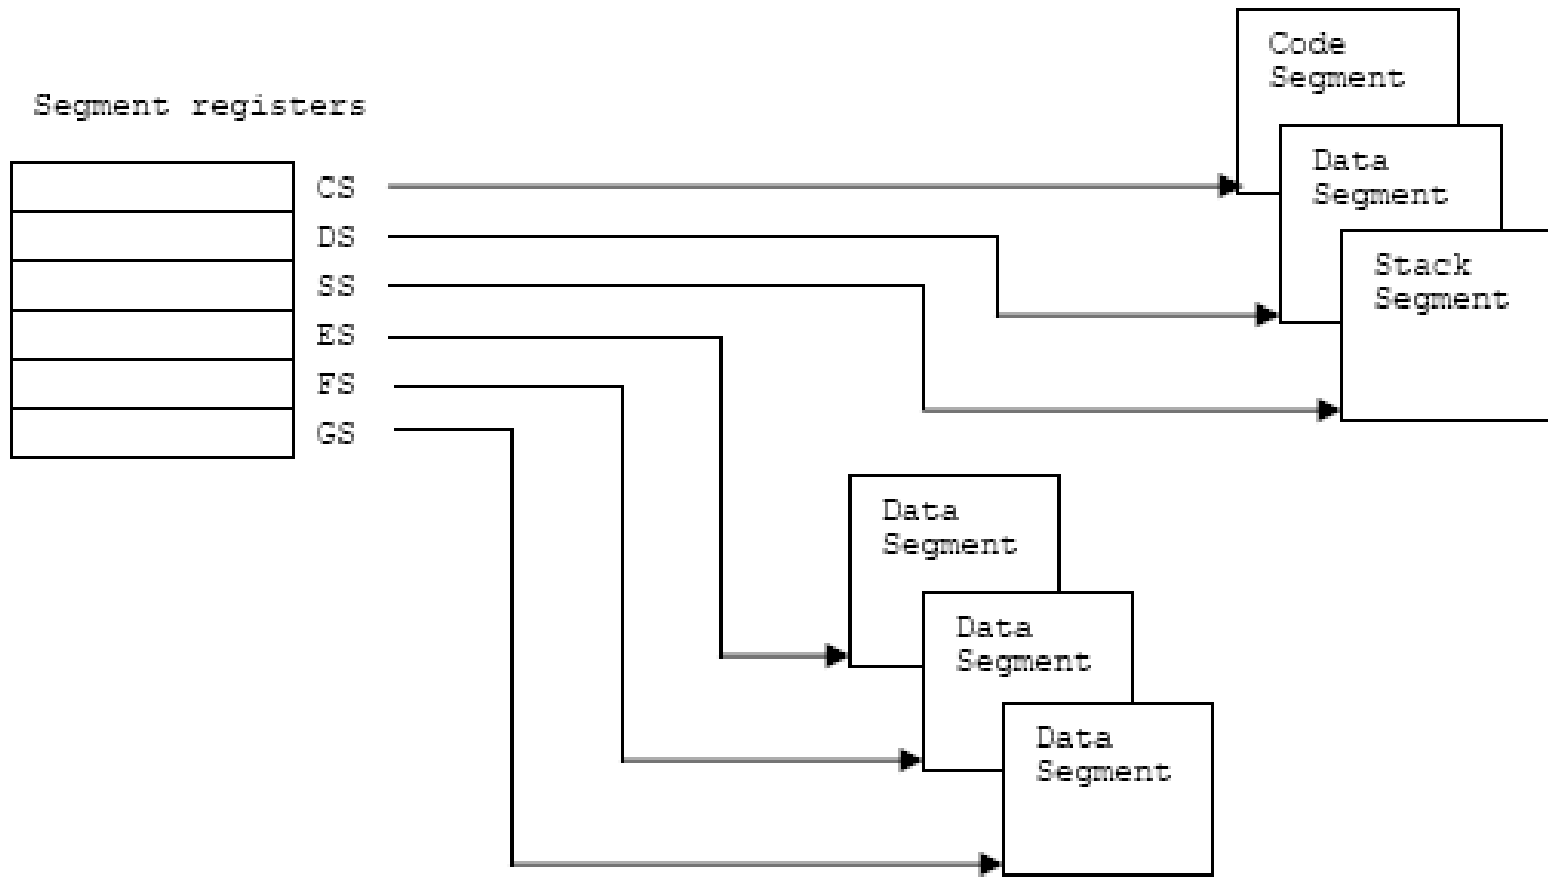 Segment registers
CS
DS
SS
ES
FS
GS
Code
Segment
Data
Segment
Stack
Segment
Data
Segment
Data
Segment
Data
Segment